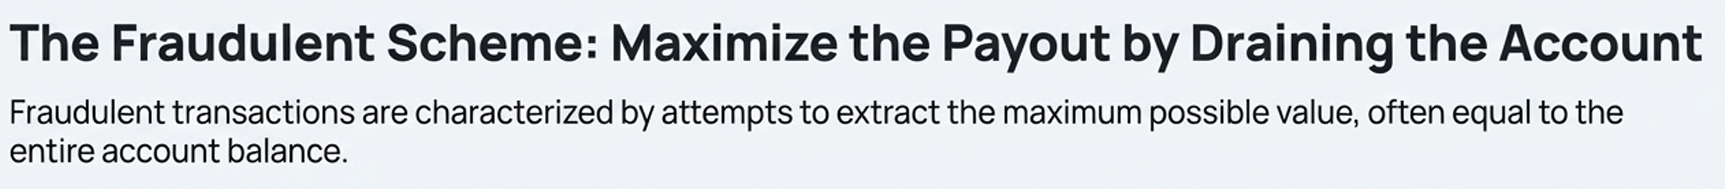 The Fraudulent Scheme: Maximize the Payout by Draining the Account
Fraudulent transactions are characterized by attempts to extract the maximum possible value, often equal to the
entire account balance.